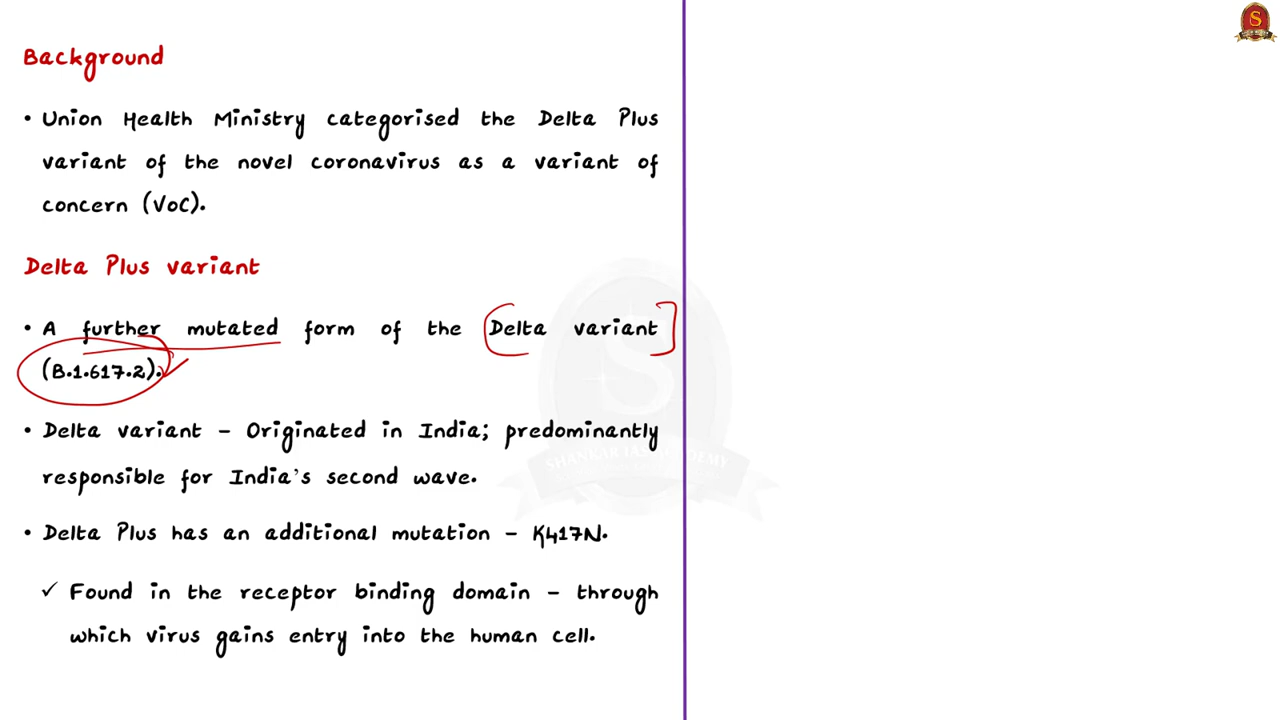 Background
• Union Health Ministry categorised the Delta Plus
variant of the novel coronavirus as a variant of
concern (VoC).
Delta Plus variant
• A further mutated form of the Delta variant
(B.1.617.2).
• Delta variant – Originated in India; predominantly
responsible for India's second wave.
• Delta Plus has an additional mutation – K417N.
✓ Found in the receptor binding domain – through
which virus gains entry into the human cell.
S
SHANKAR IAS ACADEMY